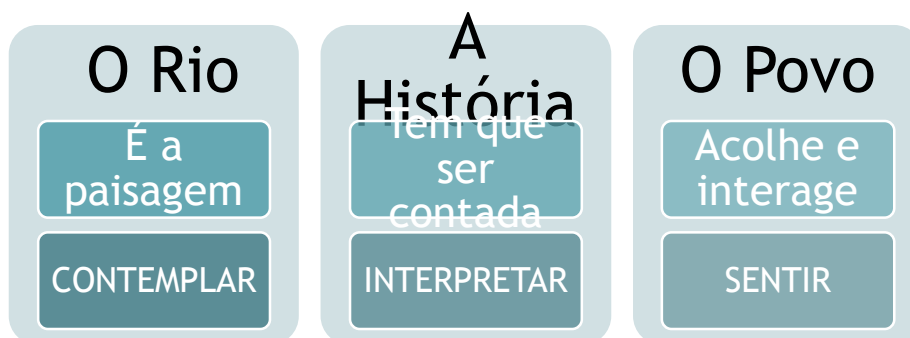 O Rio
É a
paisagem
CONTEMPLAR
A
História
Tem que
ser
contada
INTERPRETAR
O Povo
Acolhe e
interage
SENTIR